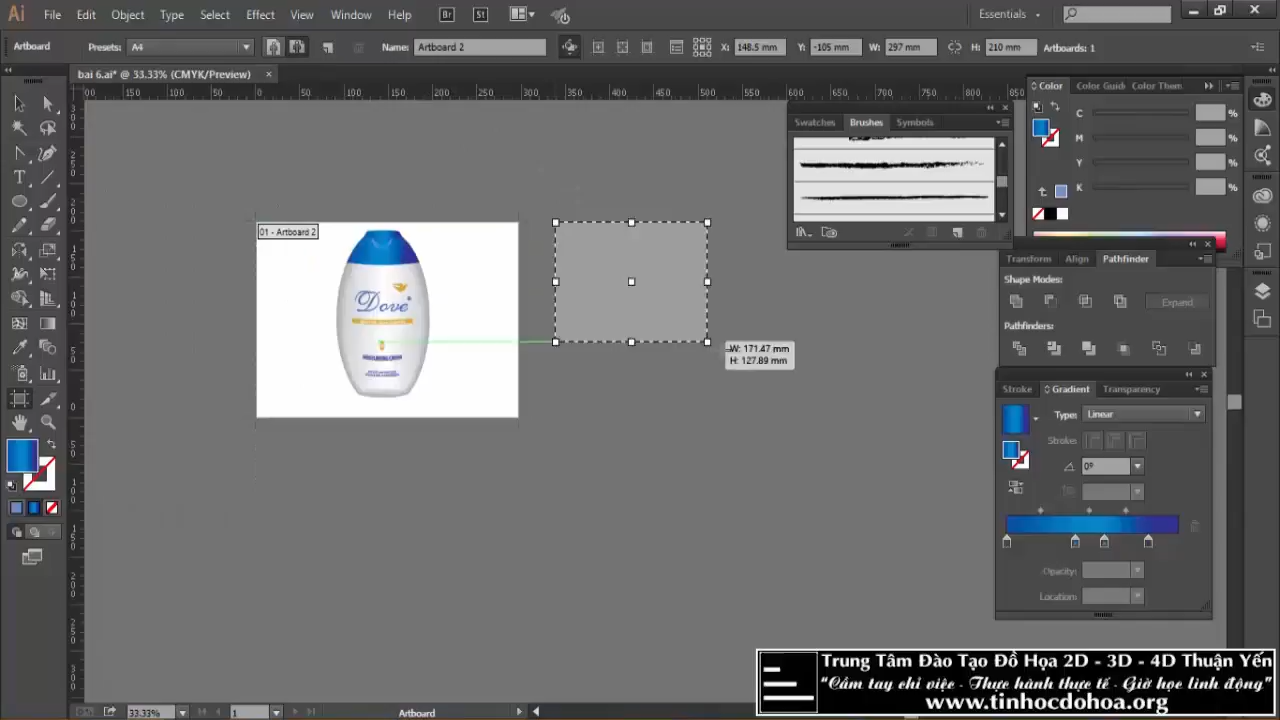 Ai File Edit Object Type Select Effect View Window Help Br St Essentials
Artboard Presets: A4 Name: Artboard 2 X: 148.5 mm Y: -105 mm W: 297 mm H: 210 mm Artboards: 1
bai 6.ai* @ 33.33% (CMYK/Preview) ×
Color Color Guid Color Them
C %
M %
Y %
K %
Swatches Brushes Symbols
01 - Artboard 2
Dove
W: 171.47 mm
H: 127.89 mm
Transform Align Pathfinder
Shape Modes:
Expand
Pathfinders:
Stroke Gradient Transparency
Type: Linear
Stroke:
0°
Opacity:
Location:
33.33% 1 Artboard
Trung Tâm Đào Tạo Đồ Họa 2D - 3D - 4D Thuận Yến
"Cầm tay chỉ việc - Thực hành thực tế - Giờ học linh động"
www.tinhocdohoa.org